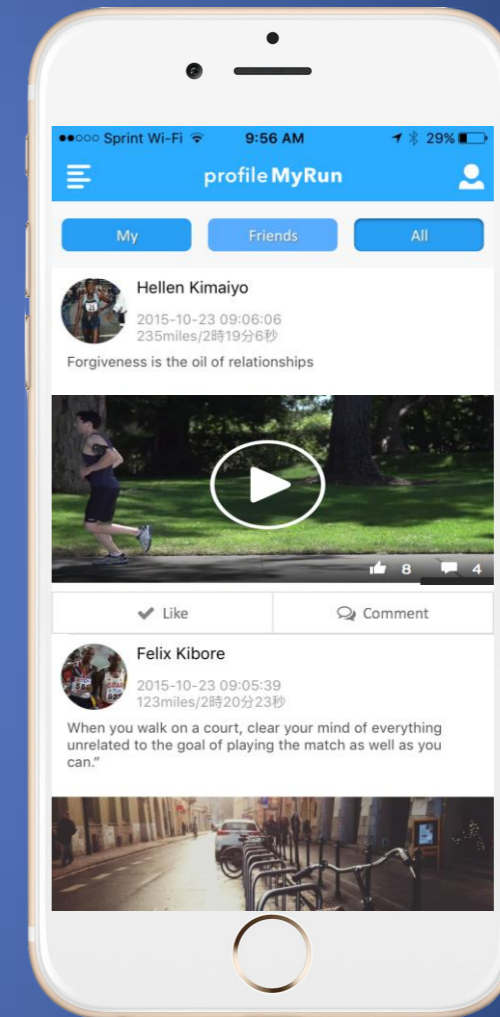 Sprint Wi-Fi 9:56 AM 29%
profile MyRun
My Friends All
Hellen Kimaiyo
2015-10-23 09:06:06
235miles/2時19分6秒
Forgiveness is the oil of relationships
8 4
Like Comment
Felix Kibore
2015-10-23 09:05:39
123miles/2時20分23秒
When you walk on a court, clear your mind of everything
unrelated to the goal of playing the match as well as you
can.”